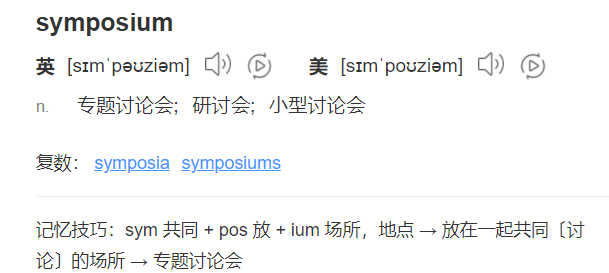 symposium
英 [sɪmˈpəʊziəm] 美 [sɪmˈpoʊziəm]
n. 专题讨论会；研讨会；小型讨论会
复数： symposia symposiums
记忆技巧：sym 共同 + pos 放 + ium 场所，地点 → 放在一起共同〔讨
论〕的场所 → 专题讨论会